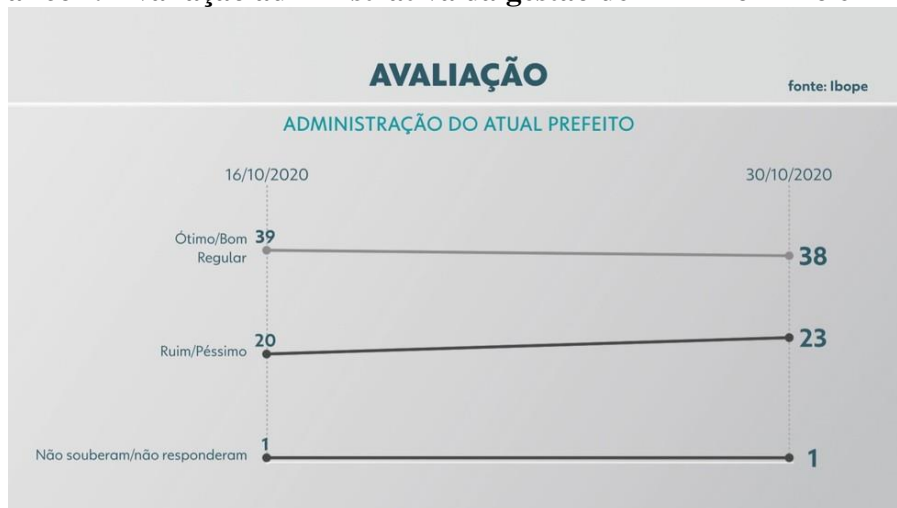 AVALIAÇÃO
fonte: Ibope
ADMINISTRAÇÃO DO ATUAL PREFEITO
16/10/2020 30/10/2020
Ótimo/Bom 39
Regular
38
Ruim/Péssimo 20 23
Não souberam/não responderam 1 1